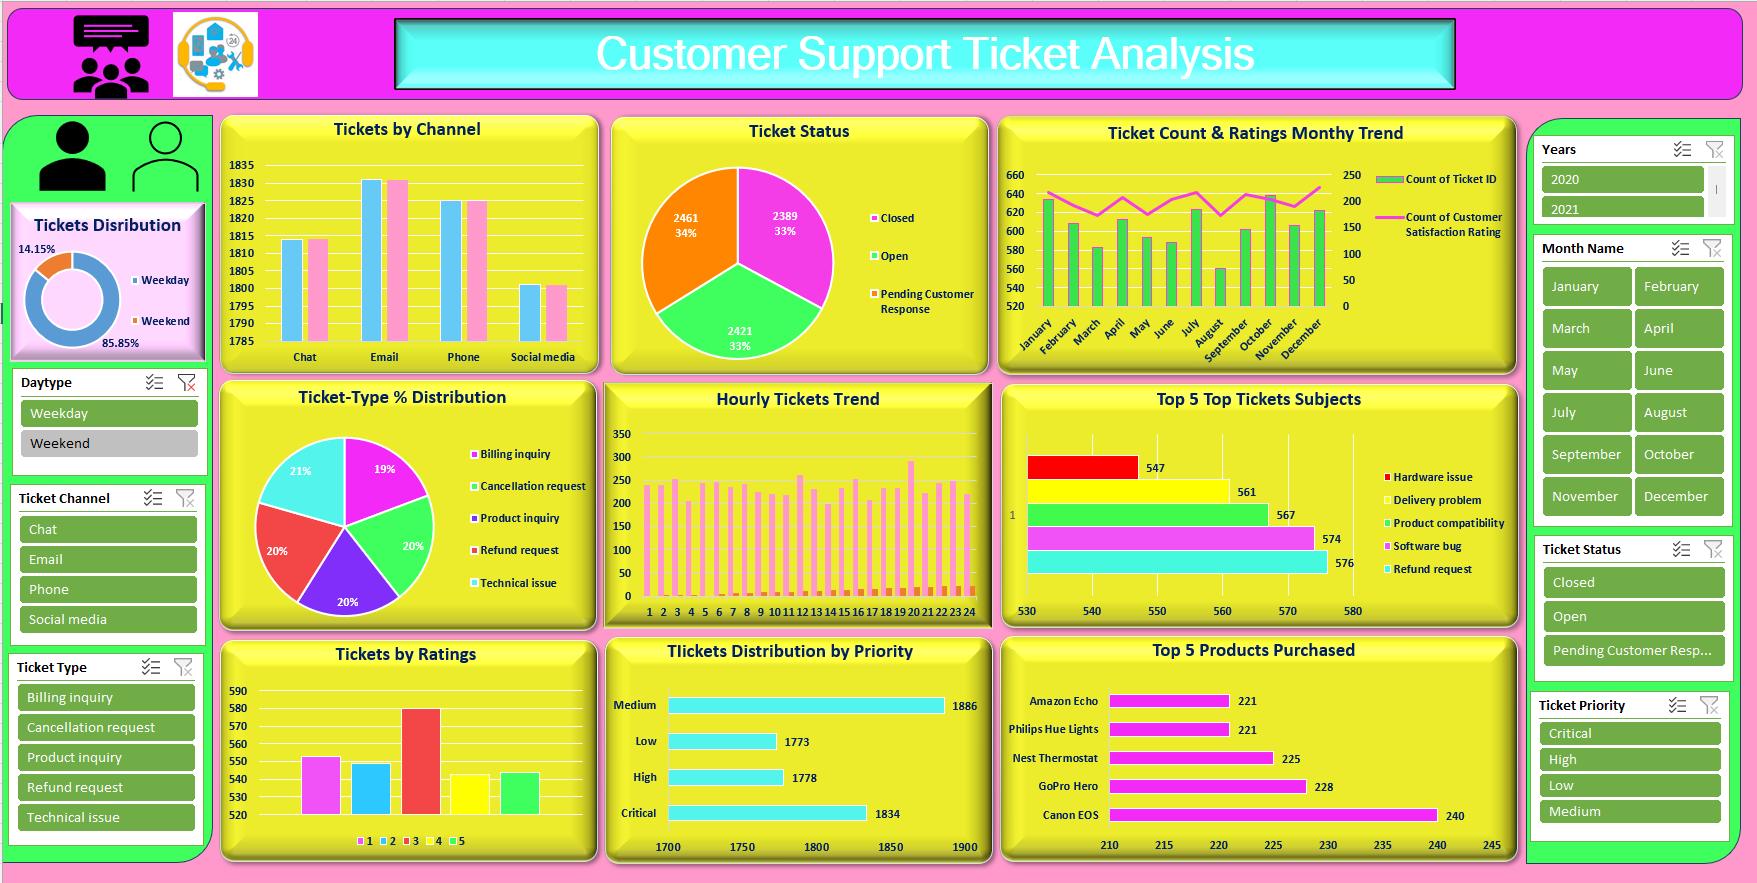 24
Customer Support Ticket Analysis
Tickets Disribution
14.15%
Weekday
Weekend
85.85%
Daytype
Weekday
Weekend
Ticket Channel
Chat
Email
Phone
Social media
Ticket Type
Billing inquiry
Cancellation request
Product inquiry
Refund request
Technical issue
Tickets by Channel
1835
1830
1825
1820
1815
1810
1805
1800
1795
1790
1785
Chat Email Phone Social media
Ticket Status
2461
34%
2389
33%
2421
33%
Closed
Open
Pending Customer
Response
Ticket Count & Ratings Monthy Trend
660
640
620
600
580
560
540
520
250
200
150
100
50
0
January February March April May June July August September October November December
Count of Ticket ID
Count of Customer
Satisfaction Rating
Ticket-Type % Distribution
21%
19%
20%
20%
20%
Billing inquiry
Cancellation request
Product inquiry
Refund request
Technical issue
Hourly Tickets Trend
350
300
250
200
150
100
50
0
1 2 3 4 5 6 7 8 9 10 11 12 13 14 15 16 17 18 19 20 21 22 23 24
Top 5 Top Tickets Subjects
547
561
567
574
576
1
530 540 550 560 570 580
Hardware issue
Delivery problem
Product compatibility
Software bug
Refund request
Tickets by Ratings
590
580
570
560
550
540
530
520
1 2 3 4 5
TIickets Distribution by Priority
Medium 1886
Low 1773
High 1778
Critical 1834
1700 1750 1800 1850 1900
Top 5 Products Purchased
Amazon Echo 221
Philips Hue Lights 221
Nest Thermostat 225
GoPro Hero 228
Canon EOS 240
210 215 220 225 230 235 240 245
Years
2020
2021
Month Name
January February
March April
May June
July August
September October
November December
Ticket Status
Closed
Open
Pending Customer Resp...
Ticket Priority
Critical
High
Low
Medium